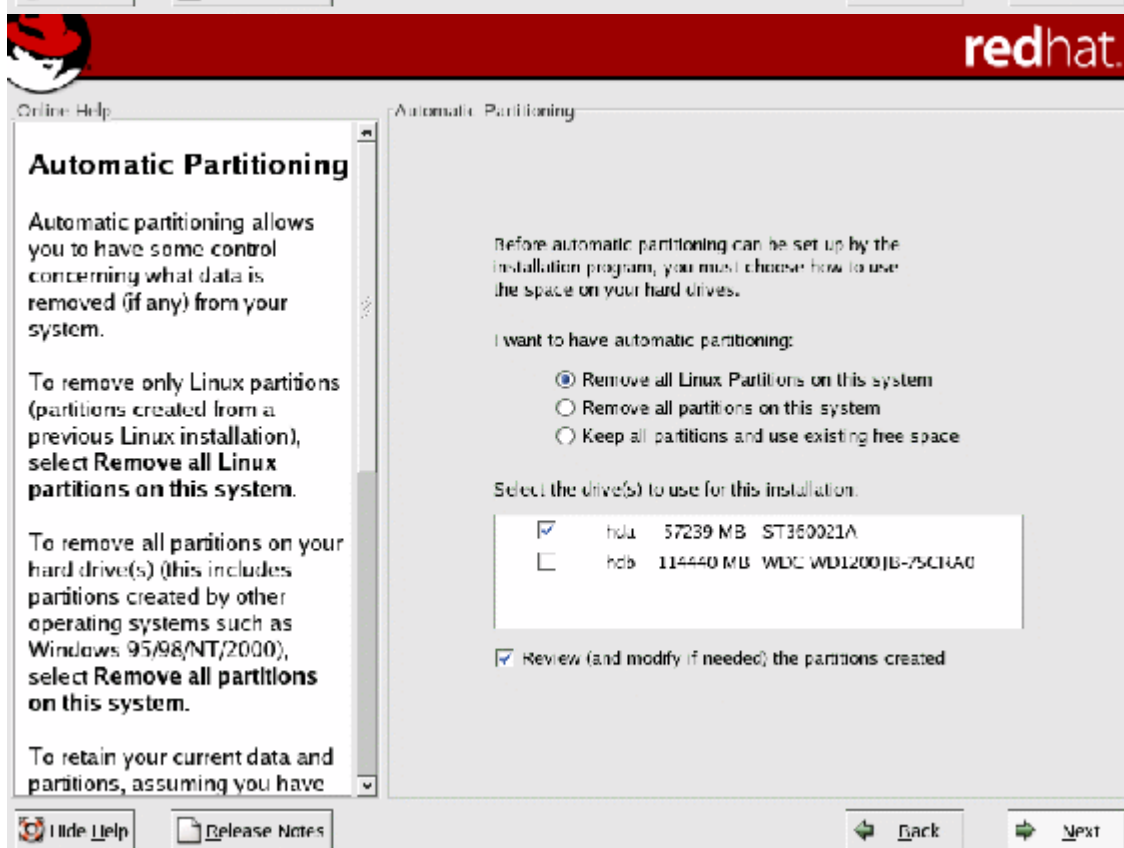 redhat.
Online Help
Automatic Partitioning
Automatic partitioning allows
you to have some control
concerning what data is
removed (if any) from your
system.
To remove only Linux partitions
(partitions created from a
previous Linux installation),
select Remove all Linux
partitions on this system.
To remove all partitions on your
hard drive(s) (this includes
partitions created by other
operating systems such as
Windows 95/98/NT/2000),
select Remove all partitions
on this system.
To retain your current data and
partitions, assuming you have
Automatic Partitioning
Before automatic partitioning can be set up by the
installation program, you must choose how to use
the space on your hard drives.
I want to have automatic partitioning:
Remove all Linux Partitions on this system
Remove all partitions on this system
Keep all partitions and use existing free space
Select the drive(s) to use for this installation:
hda 57239 MB ST360021A
hdb 114440 MB WDC WD1200JB-75CRA0
Review (and modify if needed) the partitions created
Hide Help
Release Notes
Back
Next